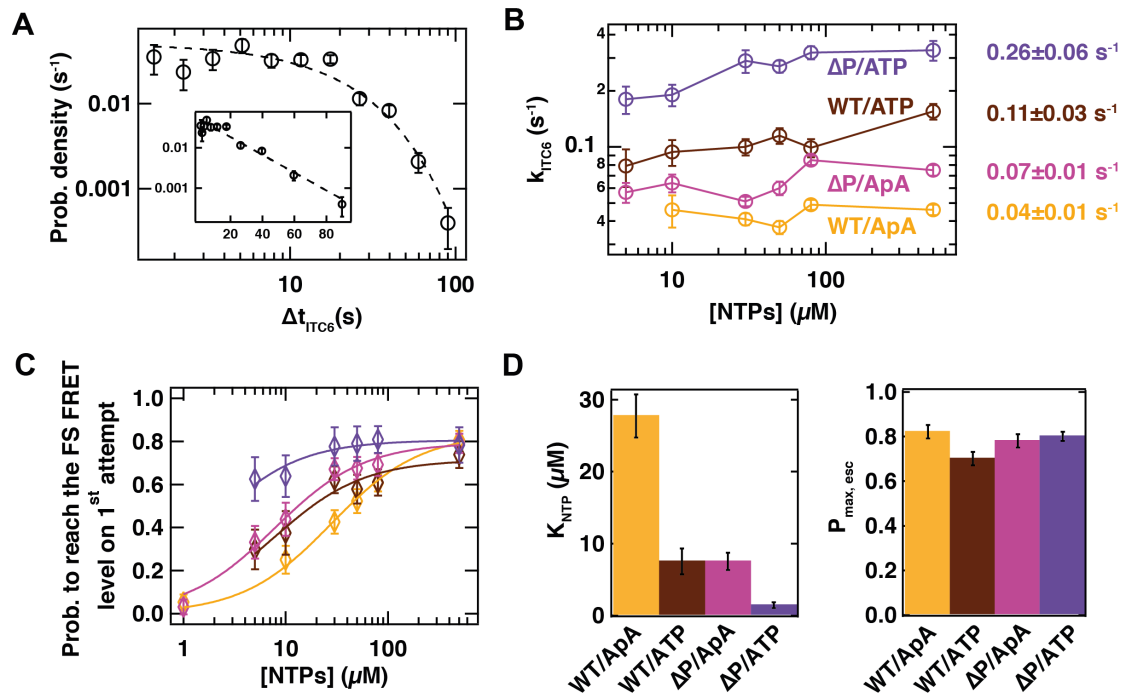 A
Prob. density (s⁻¹)
0.01
0.001
10
100
Δt_ITC6(s)
0.01
0.001
20
40
60
80
B
k_ITC6 (s⁻¹)
4
2
0.1
8
6
4
10
100
[NTPs] (µM)
ΔP/ATP
WT/ATP
ΔP/ApA
WT/ApA
0.26±0.06 s⁻¹
0.11±0.03 s⁻¹
0.07±0.01 s⁻¹
0.04±0.01 s⁻¹
C
Prob. to reach the FS FRET
level on 1st attempt
1.0
0.8
0.6
0.4
0.2
0.0
1
10
100
[NTPs] (µM)
D
K_NTP (µM)
30
20
10
0
WT/ApA
WT/ATP
ΔP/ApA
ΔP/ATP
P_max, esc
1.0
0.8
0.6
0.4
0.2
0.0
WT/ApA
WT/ATP
ΔP/ApA
ΔP/ATP